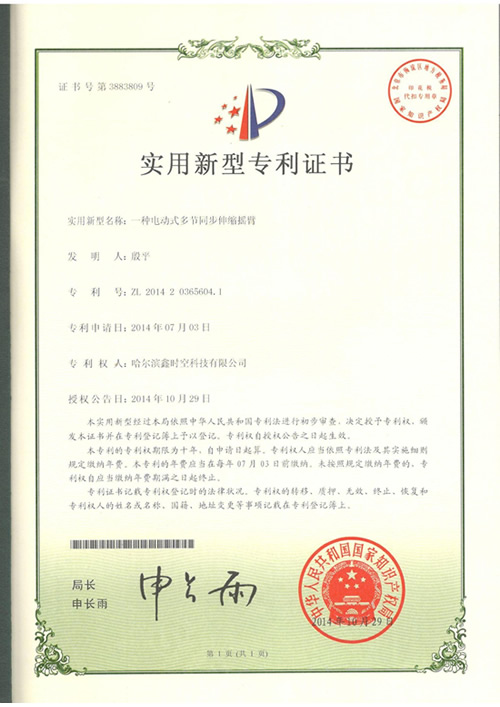 证书号第3883809号
印花税
代扣专用章
国家知识产权局
实用新型专利证书
实用新型名称：一种电动式多节同步伸缩摇臂
发明人：殷平
专利号：ZL 2014 2 0365604.1
专利申请日：2014年07月03日
专利权人：哈尔滨鑫时空科技有限公司
授权公告日：2014年10月29日
本实用新型经过本局依照中华人民共和国专利法进行初步审查，决定授予专利权，颁
发本证书并在专利登记簿上予以登记。专利权自授权公告之日起生效。
本专利的专利权期限为十年，自申请日起算。专利权人应当依照专利法及其实施细则
规定缴纳年费。本专利的年费应当在每年07月03日前缴纳。未按照规定缴纳年费的，专
利权自应当缴纳年费期满之日起终止。
专利证书记载专利权登记时的法律状况。专利权的转移、质押、无效、终止、恢复和
专利权人的姓名或名称、国籍、地址变更等事项记载在专利登记簿上。
局长
申长雨
申长雨
中华人民共和国国家知识产权局
2014年10月29日
第1页(共1页)